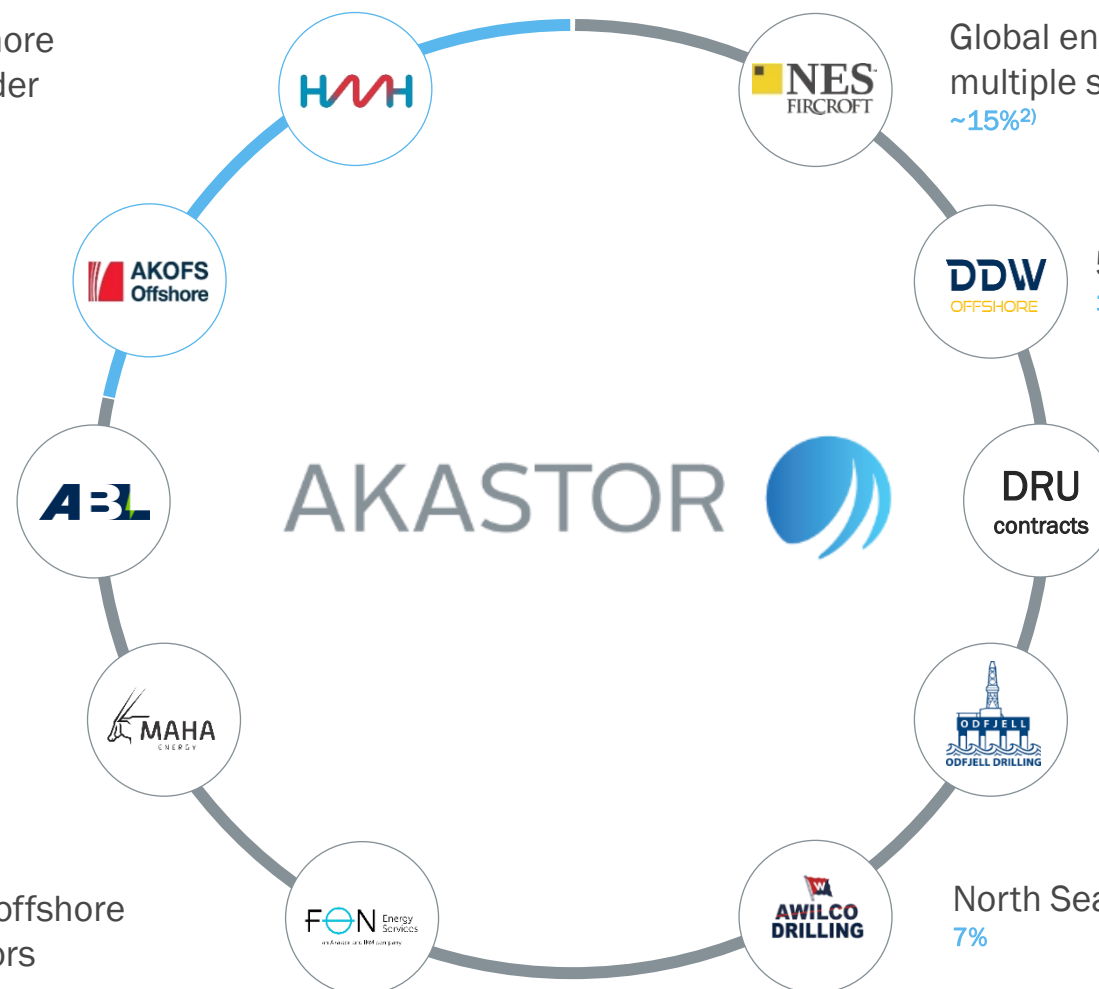 ore
der
HMH
NES
FIRCROFT
Global en
multiple s
~15%2)
AKOFS
Offshore
DDW
OFFSHORE
ABL
AKASTOR
DRU
contracts
MAHA
ENERGY
ODFJELL
ODFJELL DRILLING
offshore
ors
FON Energy
Services
W
AWILCO
DRILLING
North Sea
7%